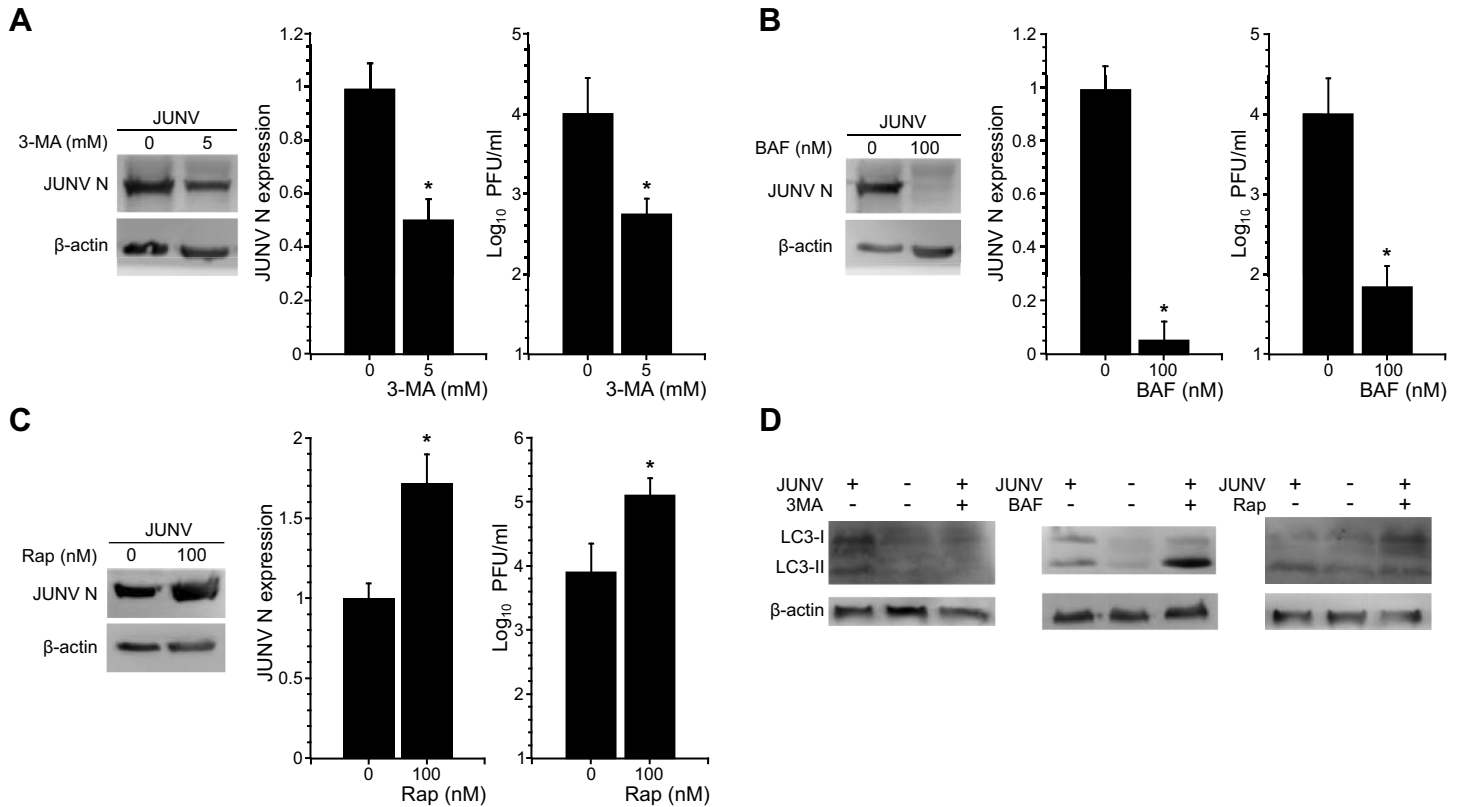 A
JUNV
3-MA (mM) 0 5
JUNV N
β-actin
JUNV N expression
1.2
1
0.8
0.6
0.4
0.2
0
*
0 5
3-MA (mM)
Log10 PFU/ml
5
4
3
2
1
*
0 5
3-MA (mM)
B
JUNV
BAF (nM) 0 100
JUNV N
β-actin
JUNV N expression
1.2
1
0.8
0.6
0.4
0.2
0
*
0 100
BAF (nM)
Log10 PFU/ml
5
4
3
2
1
*
0 100
BAF (nM)
C
JUNV
Rap (nM) 0 100
JUNV N
β-actin
JUNV N expression
2
1.5
1
0.5
0
*
0 100
Rap (nM)
Log10 PFU/ml
6
5
4
3
2
1
*
0 100
Rap (nM)
D
JUNV + - +
3MA - - +
LC3-I
LC3-II
β-actin
JUNV + - +
BAF - - +
JUNV + - +
Rap - - +